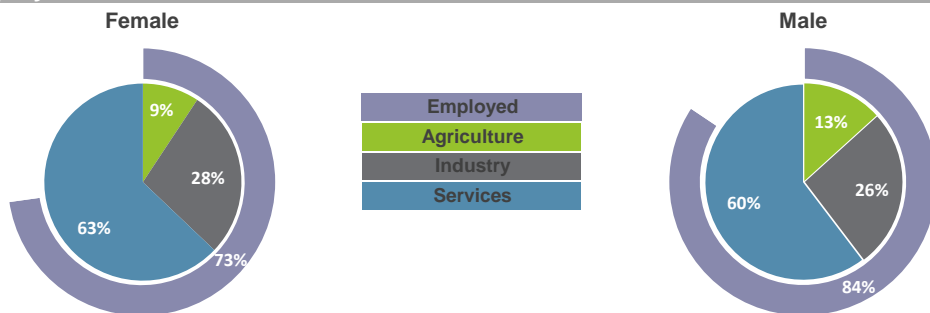 Female
Male
9%
28%
63%
73%
Employed
Agriculture
Industry
Services
13%
26%
60%
84%